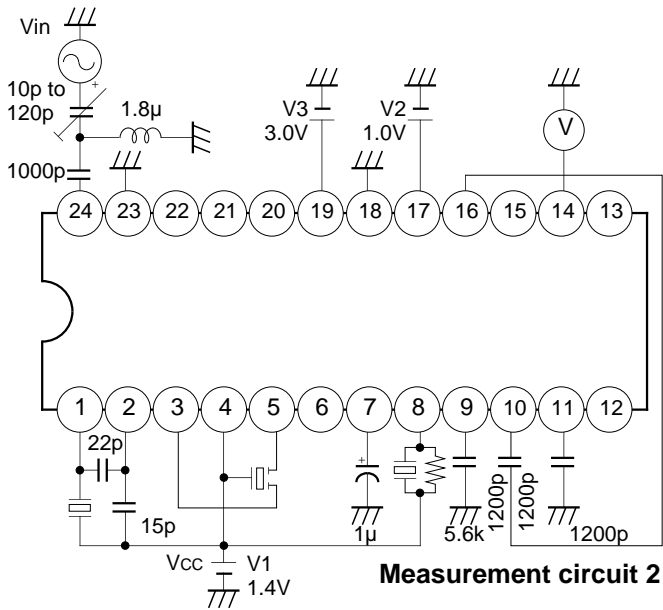 Vin
10p to
120p
+
1.8µ
1000p
V3
3.0V
V2
1.0V
V
24 23 22 21 20 19 18 17 16 15 14 13
1 2 3 4 5 6 7 8 9 10 11 12
22p
15p
+
1µ
5.6k
1200p
1200p
1200p
VCC
V1
1.4V
Measurement circuit 2